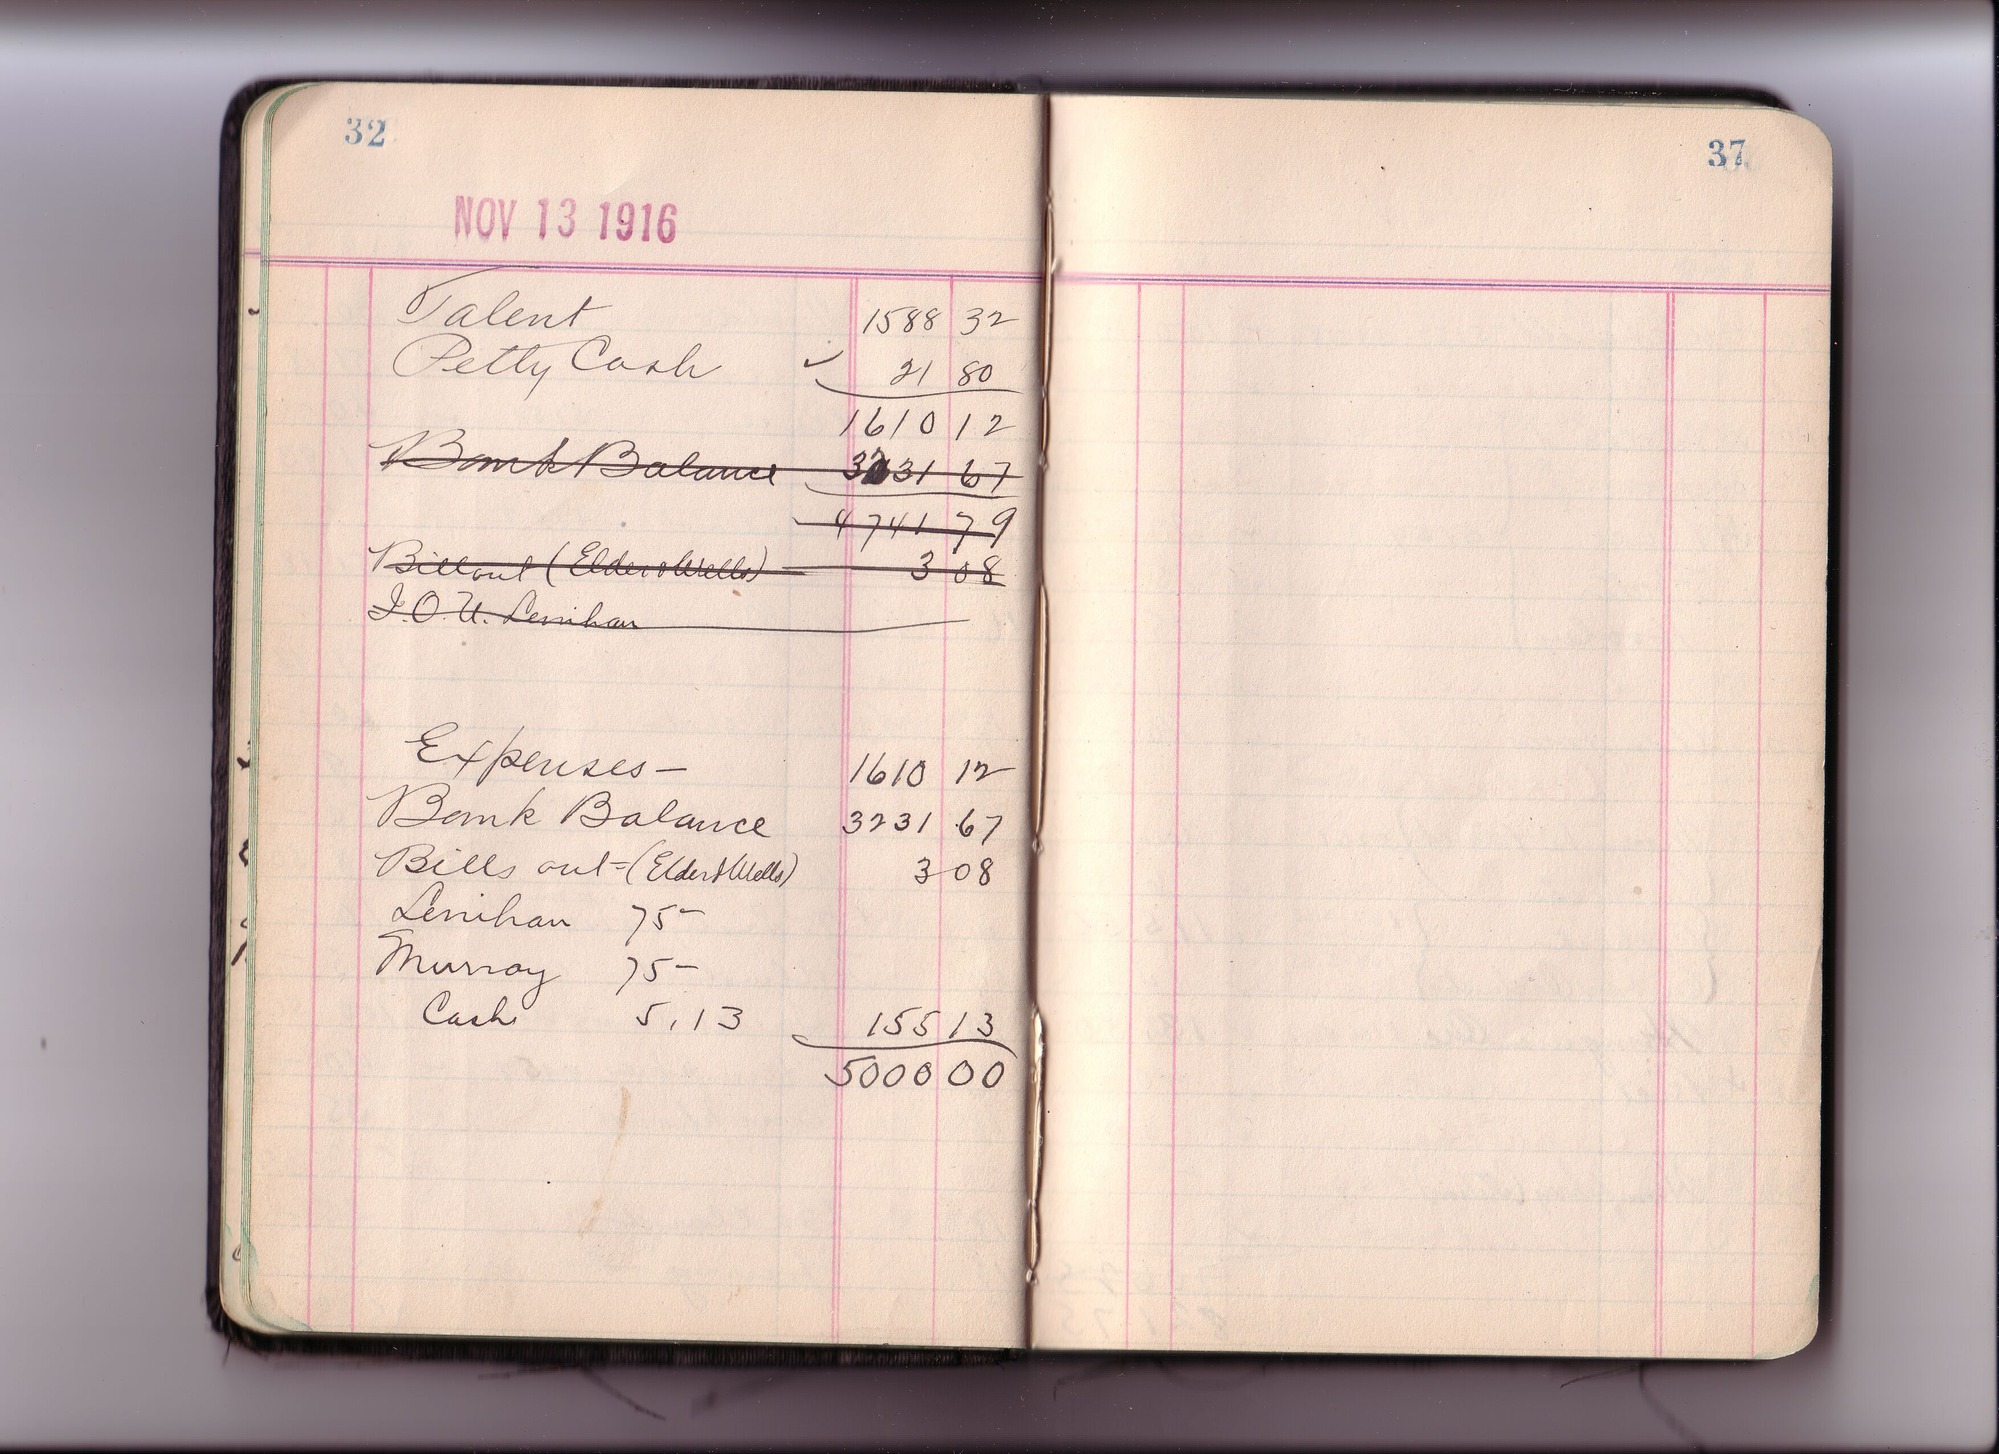 32
NOV 13 1916
Talent 1588 32
Petty Cash ✓ 21 80
1610 12
Bank Balance 3231 67
4741 79
Bill out (Elder & Wells) 3 08
I.O.U. Lenihan
Expenses — 1610 12
Bank Balance 3231 67
Bills out - (Elder & Wells) 3 08
Lenihan 75 -
Murray 75 -
Cash 5.13 155 13
5000 00
37